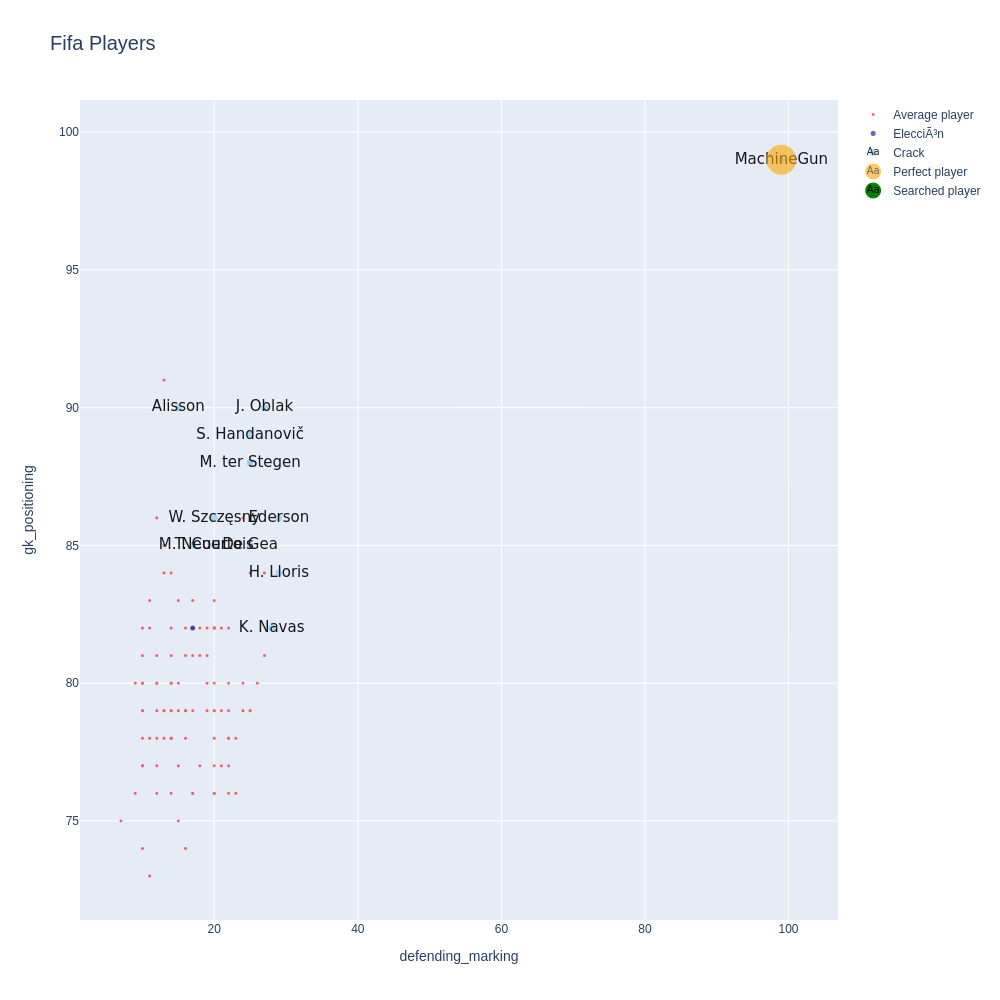 Fifa Players
100
95
90
85
80
75
gk_positioning
20
40
60
80
100
defending_marking
MachineGun
Alisson
J. Oblak
S. Handanovič
M. ter Stegen
W. Szczęsny
Ederson
M. Neuer
T. Courtois
De Gea
H. Lloris
K. Navas
Average player
ElecciÃ³n
Aa Crack
Aa Perfect player
Aa Searched player